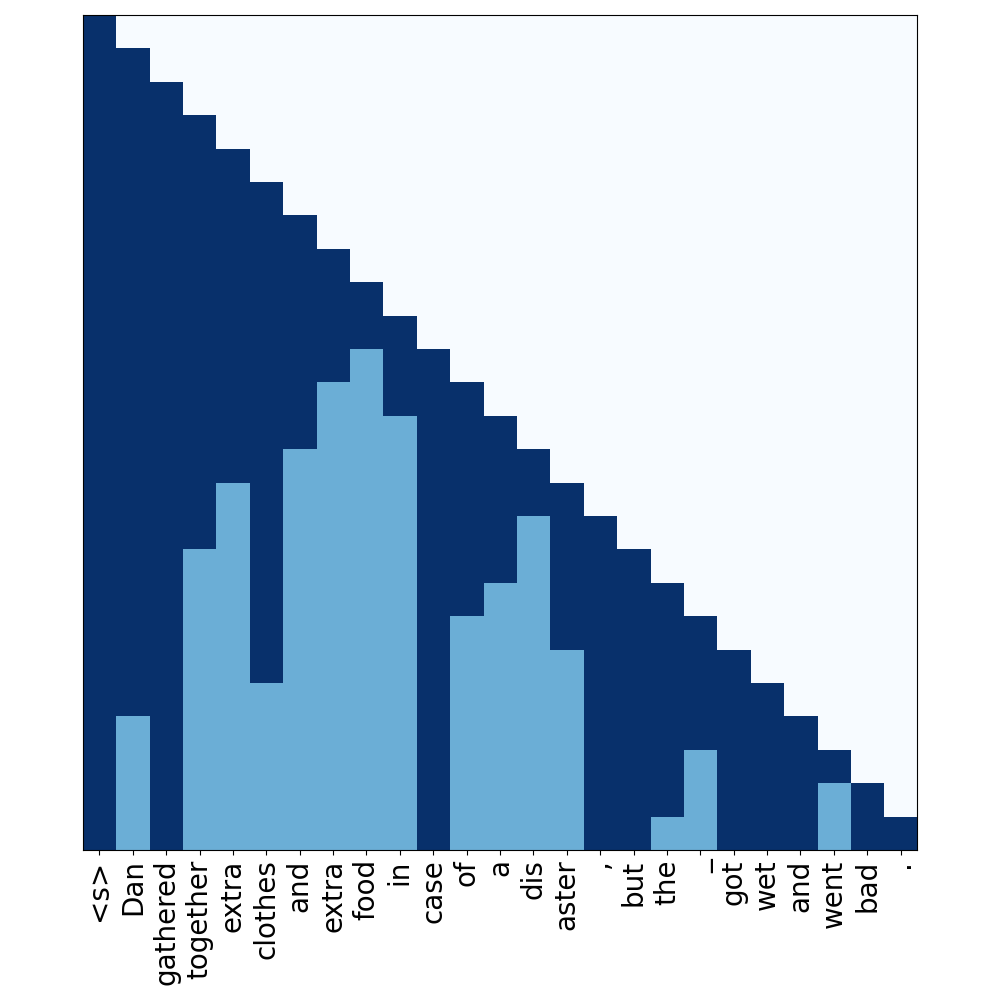 <s>
Dan
gathered
together
extra
clothes
and
extra
food
in
case
of
a
dis
aster
,
but
the
_
got
wet
and
went
bad
.